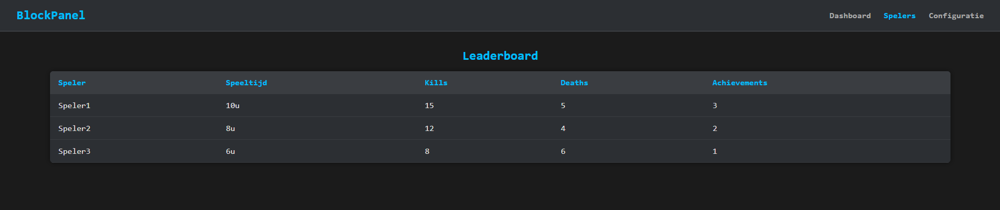 BlockPanel Dashboard Spelers Configuratie
Leaderboard
Speler Speeltijd Kills Deaths Achievements
Speler1 10u 15 5 3
Speler2 8u 12 4 2
Speler3 6u 8 6 1